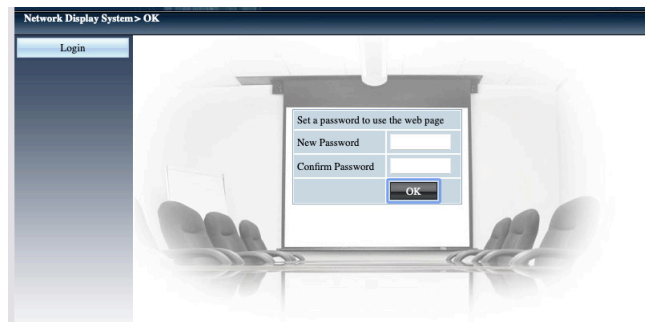 Network Display System > OK
Login
Set a password to use the web page
New Password
Confirm Password
OK